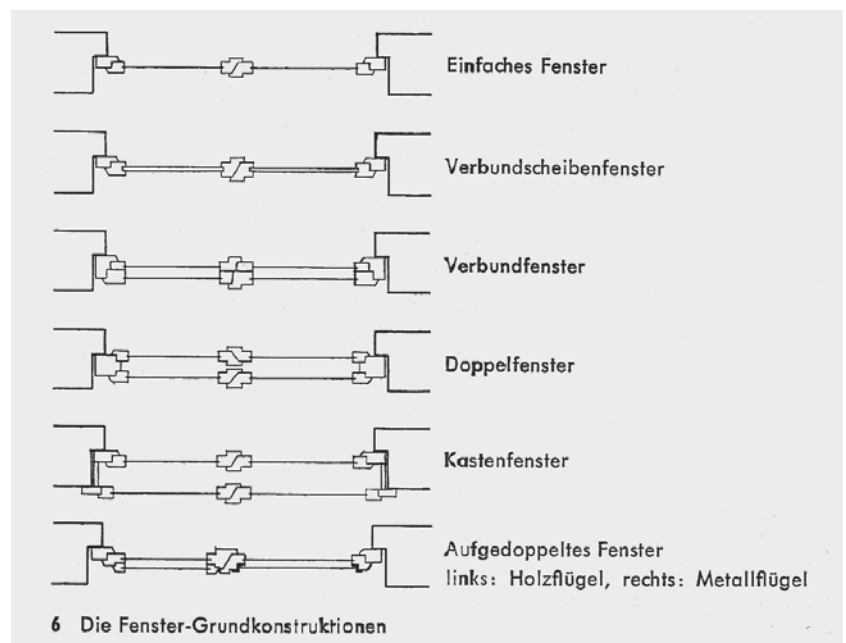 Einfaches Fenster
Verbundscheibenfenster
Verbundfenster
Doppelfenster
Kastenfenster
Aufgedoppeltes Fenster
links: Holzflügel, rechts: Metallflügel
6 Die Fenster-Grundkonstruktionen